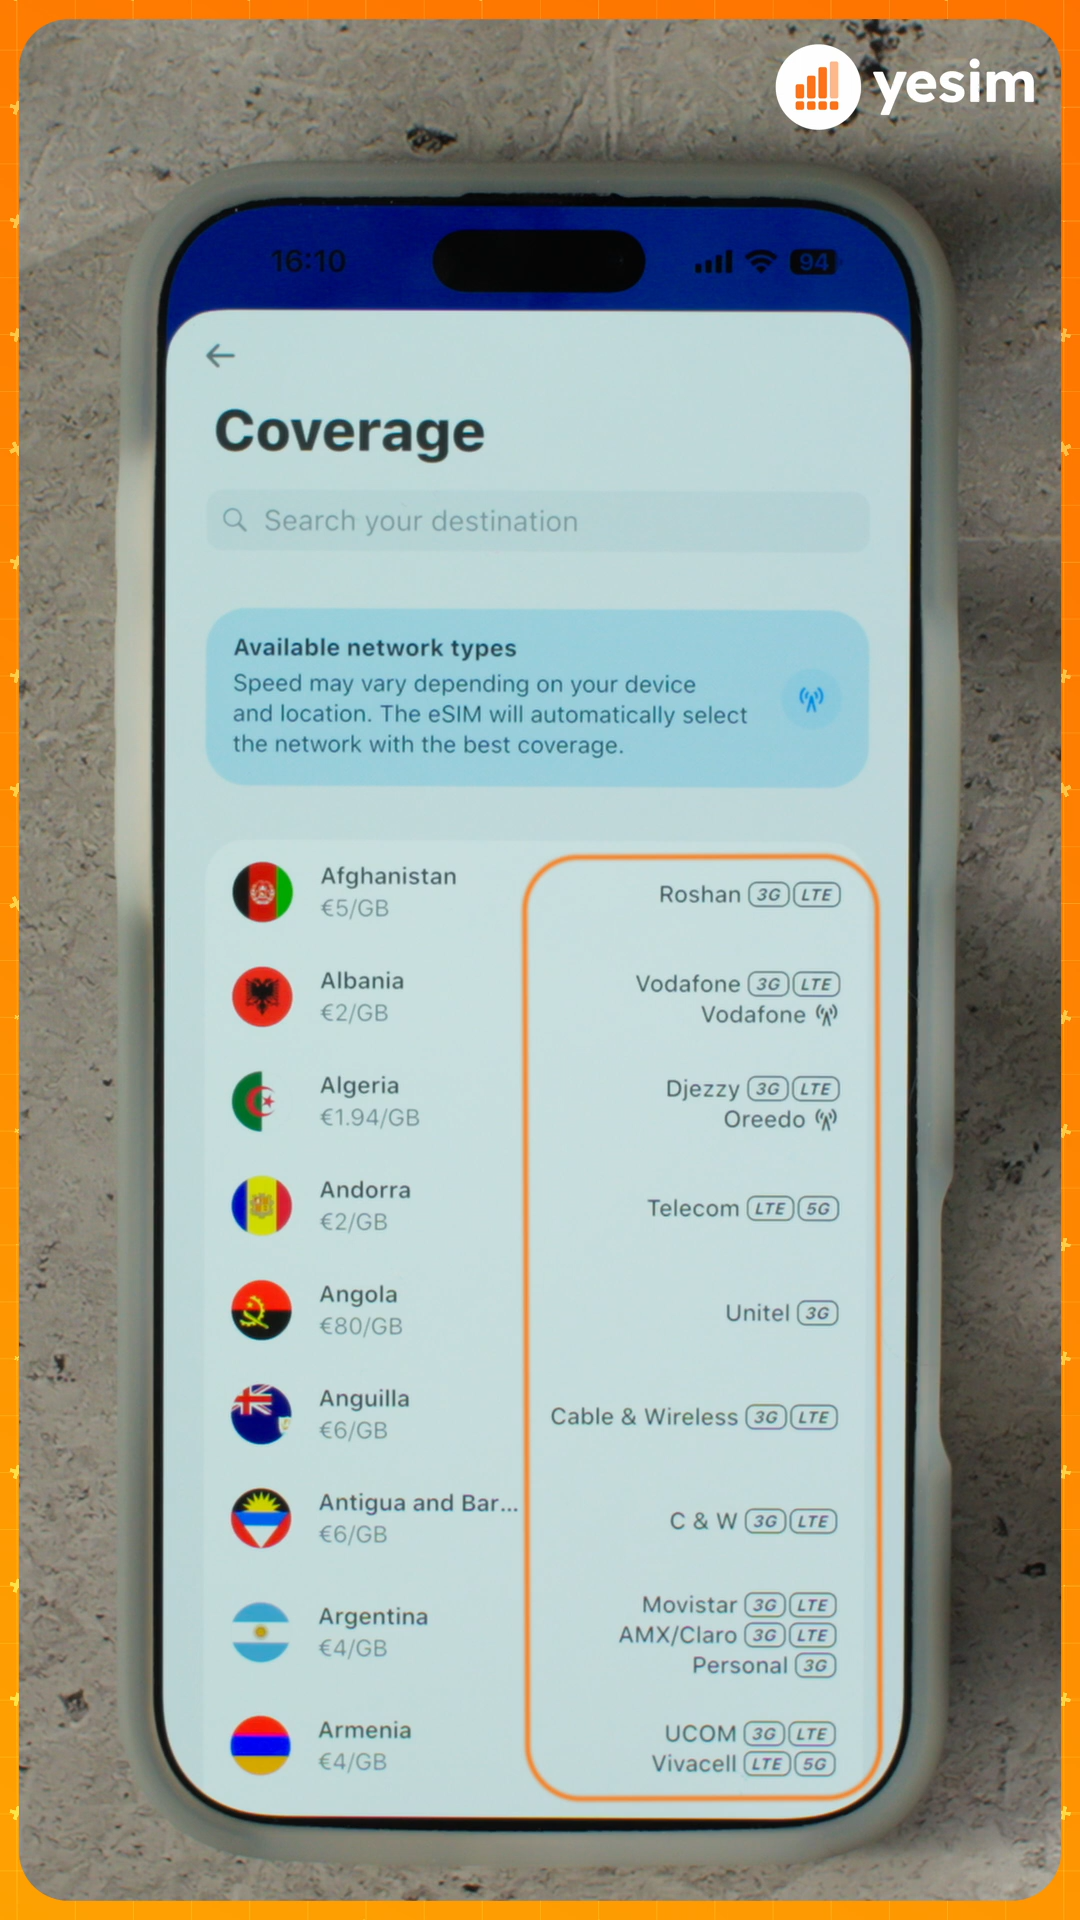 yesim
16:10
94
Coverage
Search your destination
Available network types
Speed may vary depending on your device
and location. The eSIM will automatically select
the network with the best coverage.
Afghanistan
€5/GB
Roshan 3G LTE
Albania
€2/GB
Vodafone 3G LTE
Vodafone
Algeria
€1.94/GB
Djezzy 3G LTE
Oreedo
Andorra
€2/GB
Telecom LTE 5G
Angola
€80/GB
Unitel 3G
Anguilla
€6/GB
Cable & Wireless 3G LTE
Antigua and Bar...
€6/GB
C & W 3G LTE
Argentina
€4/GB
Movistar 3G LTE
AMX/Claro 3G LTE
Personal 3G
Armenia
€4/GB
UCOM 3G LTE
Vivacell LTE 5G